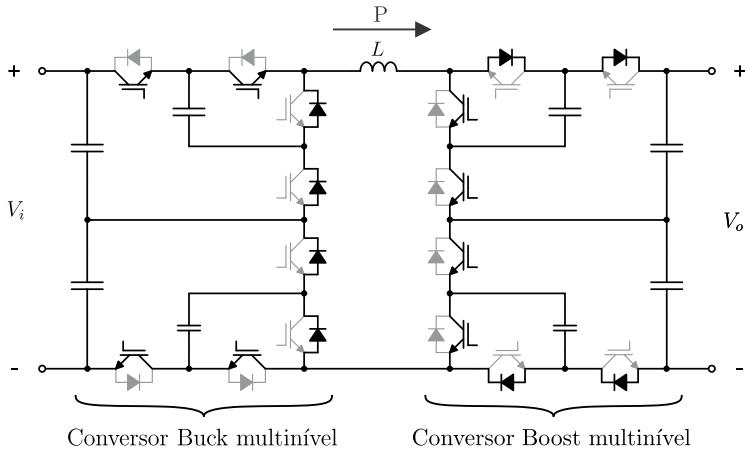 P
L
+
+
V_i
V_o
-
-
Conversor Buck multinível
Conversor Boost multinível